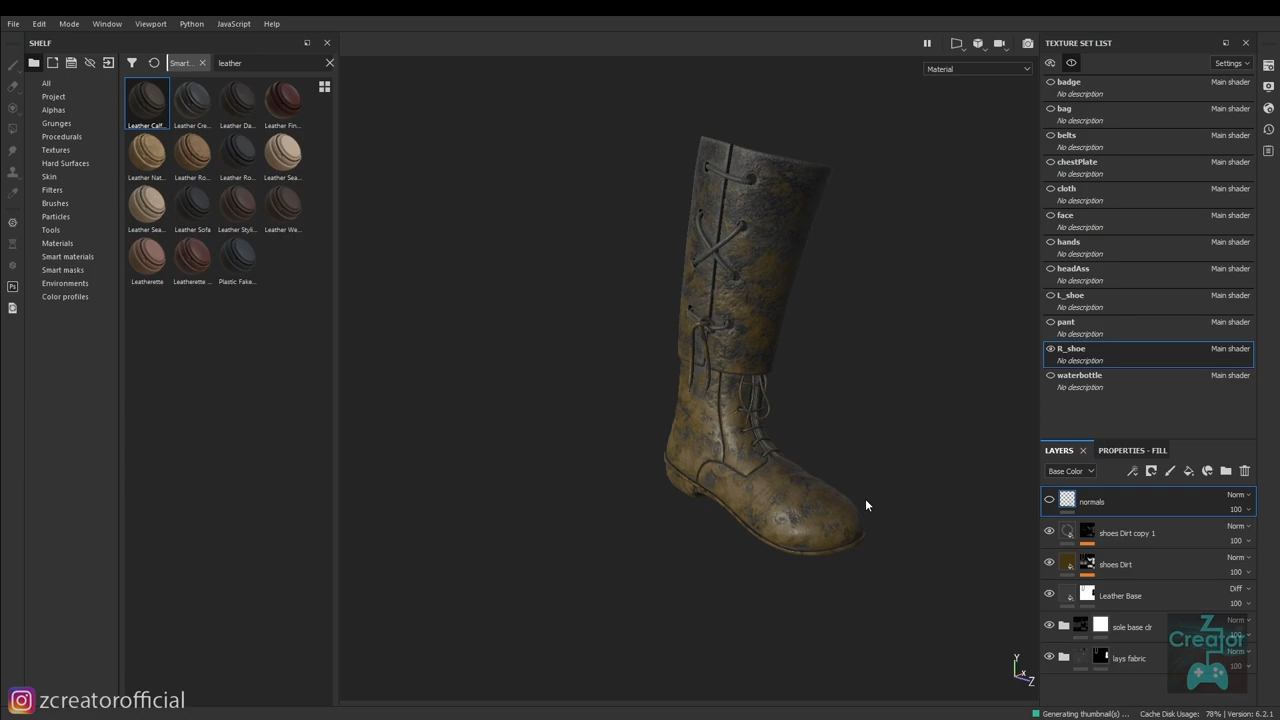 File Edit Mode Window Viewport Python JavaScript Help
SHELF
Smart...
leather
All
Project
Alphas
Grunges
Procedurals
Textures
Hard Surfaces
Skin
Filters
Brushes
Particles
Tools
Materials
Smart materials
Smart masks
Environments
Color profiles
Leather Calf...
Leather Cre...
Leather Da...
Leather Fin...
Leather Nat...
Leather Ro...
Leather Ro...
Leather Sea...
Leather Sea...
Leather Sofa
Leather Styli...
Leather We...
Leatherette
Leatherette ...
Plastic Fake...
Material
Y
X
Z
TEXTURE SET LIST
Settings
badge Main shader
No description
bag Main shader
No description
belts Main shader
No description
chestPlate Main shader
No description
cloth Main shader
No description
face Main shader
No description
hands Main shader
No description
headAss Main shader
No description
L_shoe Main shader
No description
pant Main shader
No description
R_shoe Main shader
No description
waterbottle Main shader
No description
LAYERS
PROPERTIES - FILL
Base Color
normals Norm
100
shoes Dirt copy 1 Norm
100
shoes Dirt Norm
100
Leather Base Diff
100
sole base dr Norm
100
lays fabric Norm
100
Z
Creator
Ps
zcreatorofficial
Generating thumbnail(s) ... Cache Disk Usage: 78% | Version: 6.2.1